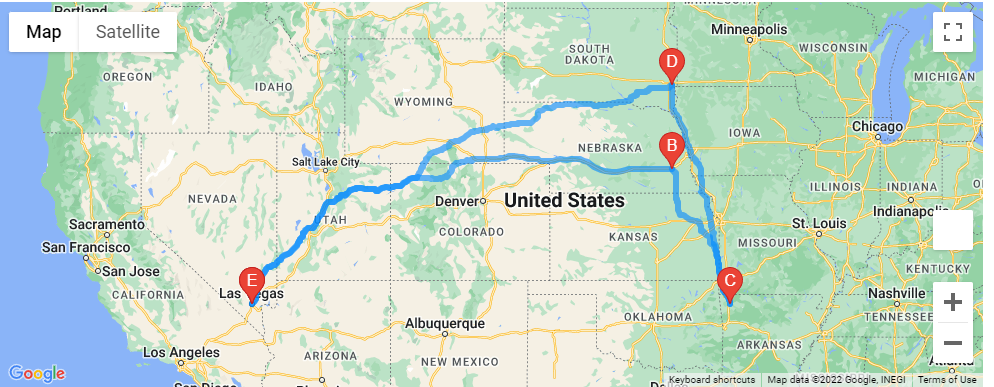 Portland
MINNESOTA
Map
Satellite
Minneapolis
OREGON
SOUTH
DAKOTA
WISCONSIN
MICHIGAN
D
IDAHO
WYOMING
Chicago
IOWA
B
NEBRASKA
Salt Lake City
NEVADA
Denver
United States
ILLINOIS
INDIANA
Indianapolis
UTAH
Sacramento
COLORADO
KANSAS
MISSOURI
St. Louis
San Francisco
San Jose
KENTUCKY
CALIFORNIA
E
Las Vegas
C
Nashville
OKLAHOMA
TENNESSEE
Albuquerque
Los Angeles
ARIZONA
NEW MEXICO
ARKANSAS
Atlanta
Google
San Diego
Keyboard shortcuts
Map data ©2022 Google, INEGI
Terms of Use